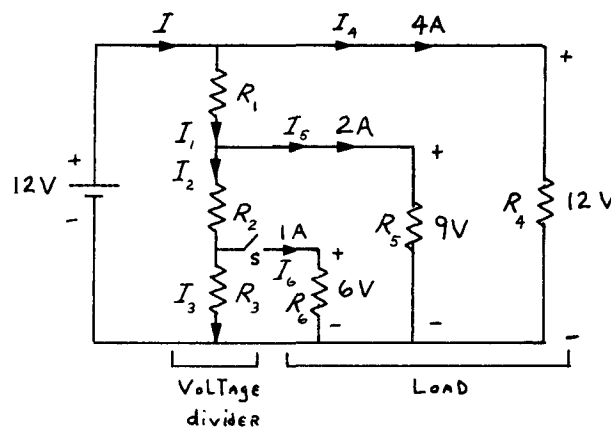 I I₄ 4A
+
R₁
I₁ I₅ 2A
+
I₂
+
12V
-
R₂ 1A R₅ 9V R₄ 12V
S I₆ +
I₃ R₃ R₆ 6V
- - -
Voltage divider
LOAD